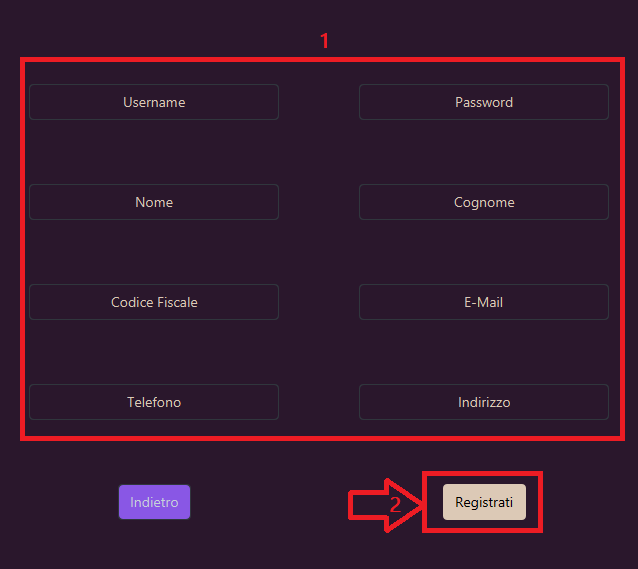 1
Username Password
Nome Cognome
Codice Fiscale E-Mail
Telefono Indirizzo
Indietro 2 Registrati